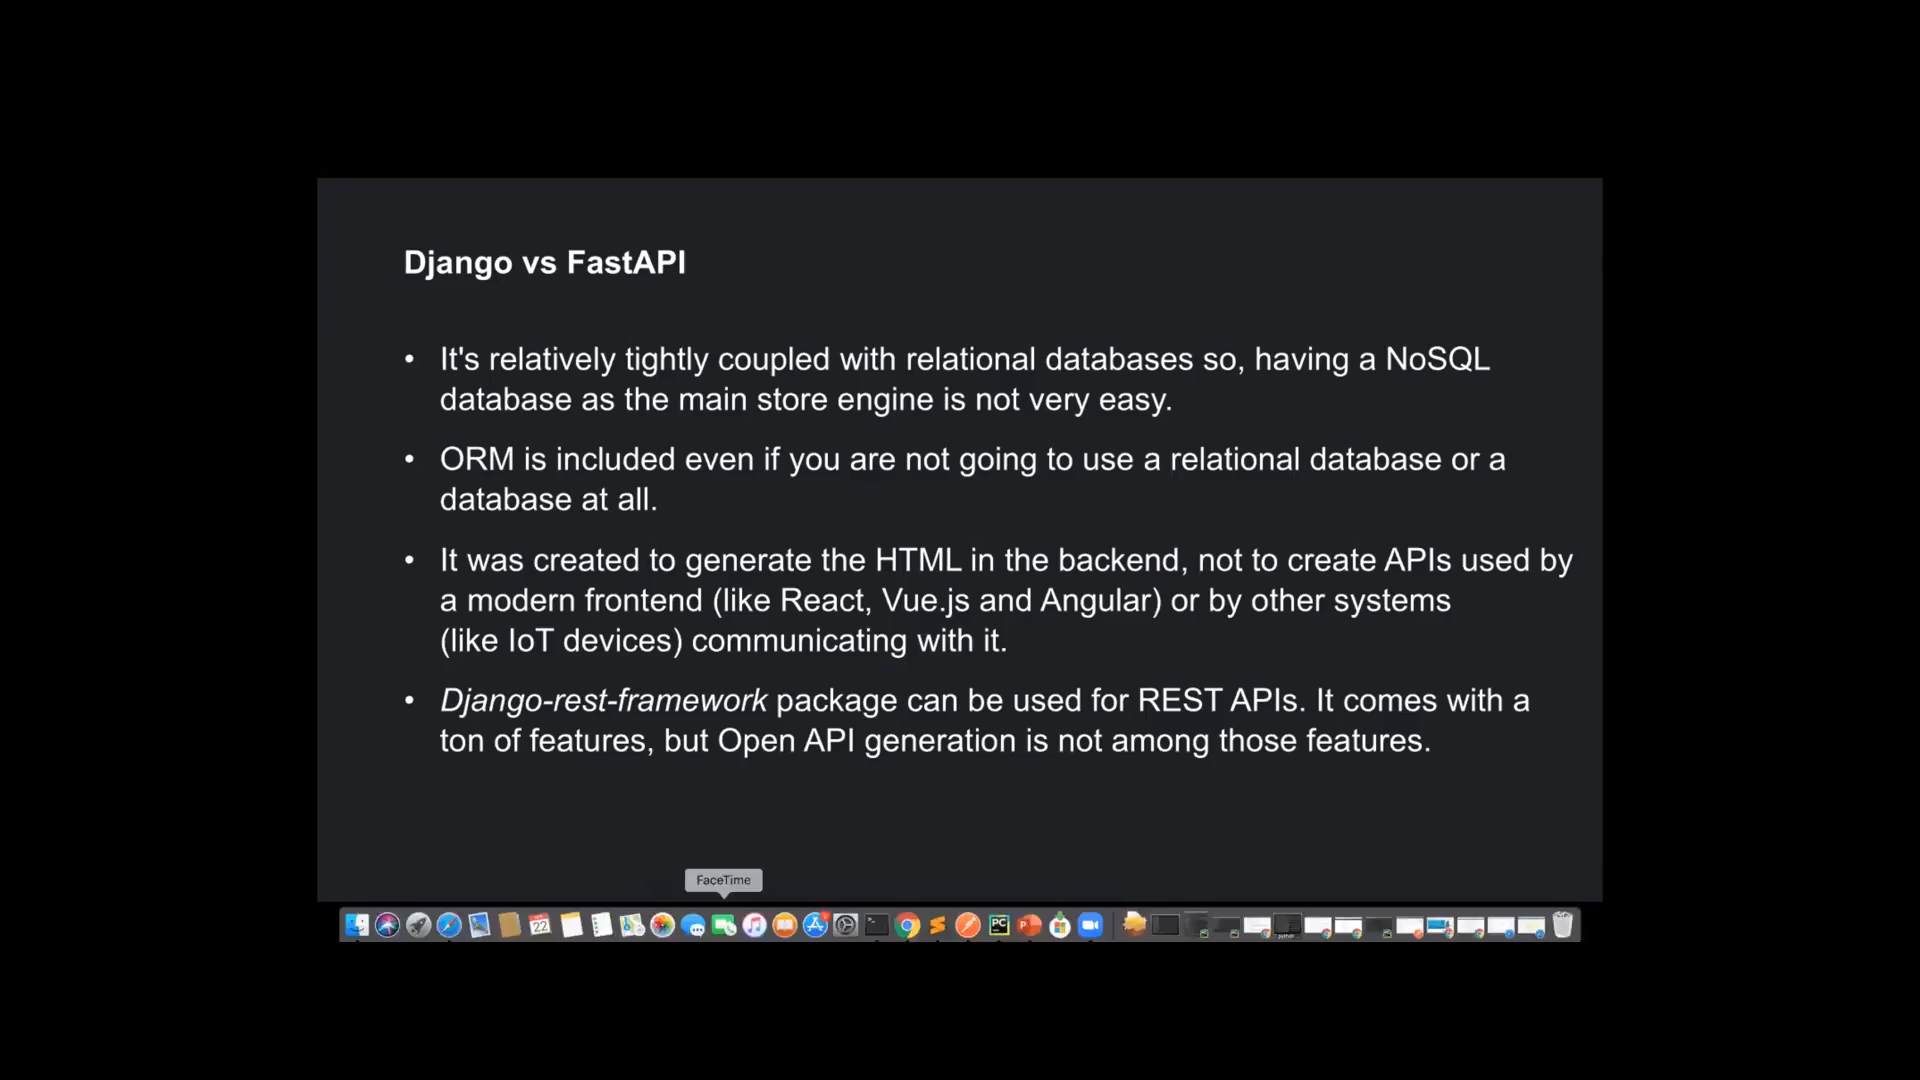 Django vs FastAPI
• It's relatively tightly coupled with relational databases so, having a NoSQL
database as the main store engine is not very easy.
• ORM is included even if you are not going to use a relational database or a
database at all.
• It was created to generate the HTML in the backend, not to create APIs used by
a modern frontend (like React, Vue.js and Angular) or by other systems
(like IoT devices) communicating with it.
• Django-rest-framework package can be used for REST APIs. It comes with a
ton of features, but Open API generation is not among those features.
FaceTime
22
PC